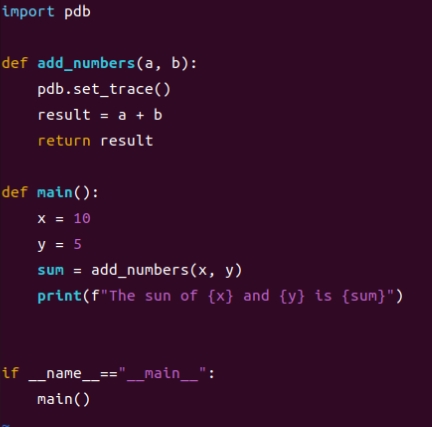 import pdb
def add_numbers(a, b):
    pdb.set_trace()
    result = a + b
    return result
def main():
    x = 10
    y = 5
    sum = add_numbers(x, y)
    print(f"The sun of {x} and {y} is {sum}")
if __name__=="__main__":
    main()
~